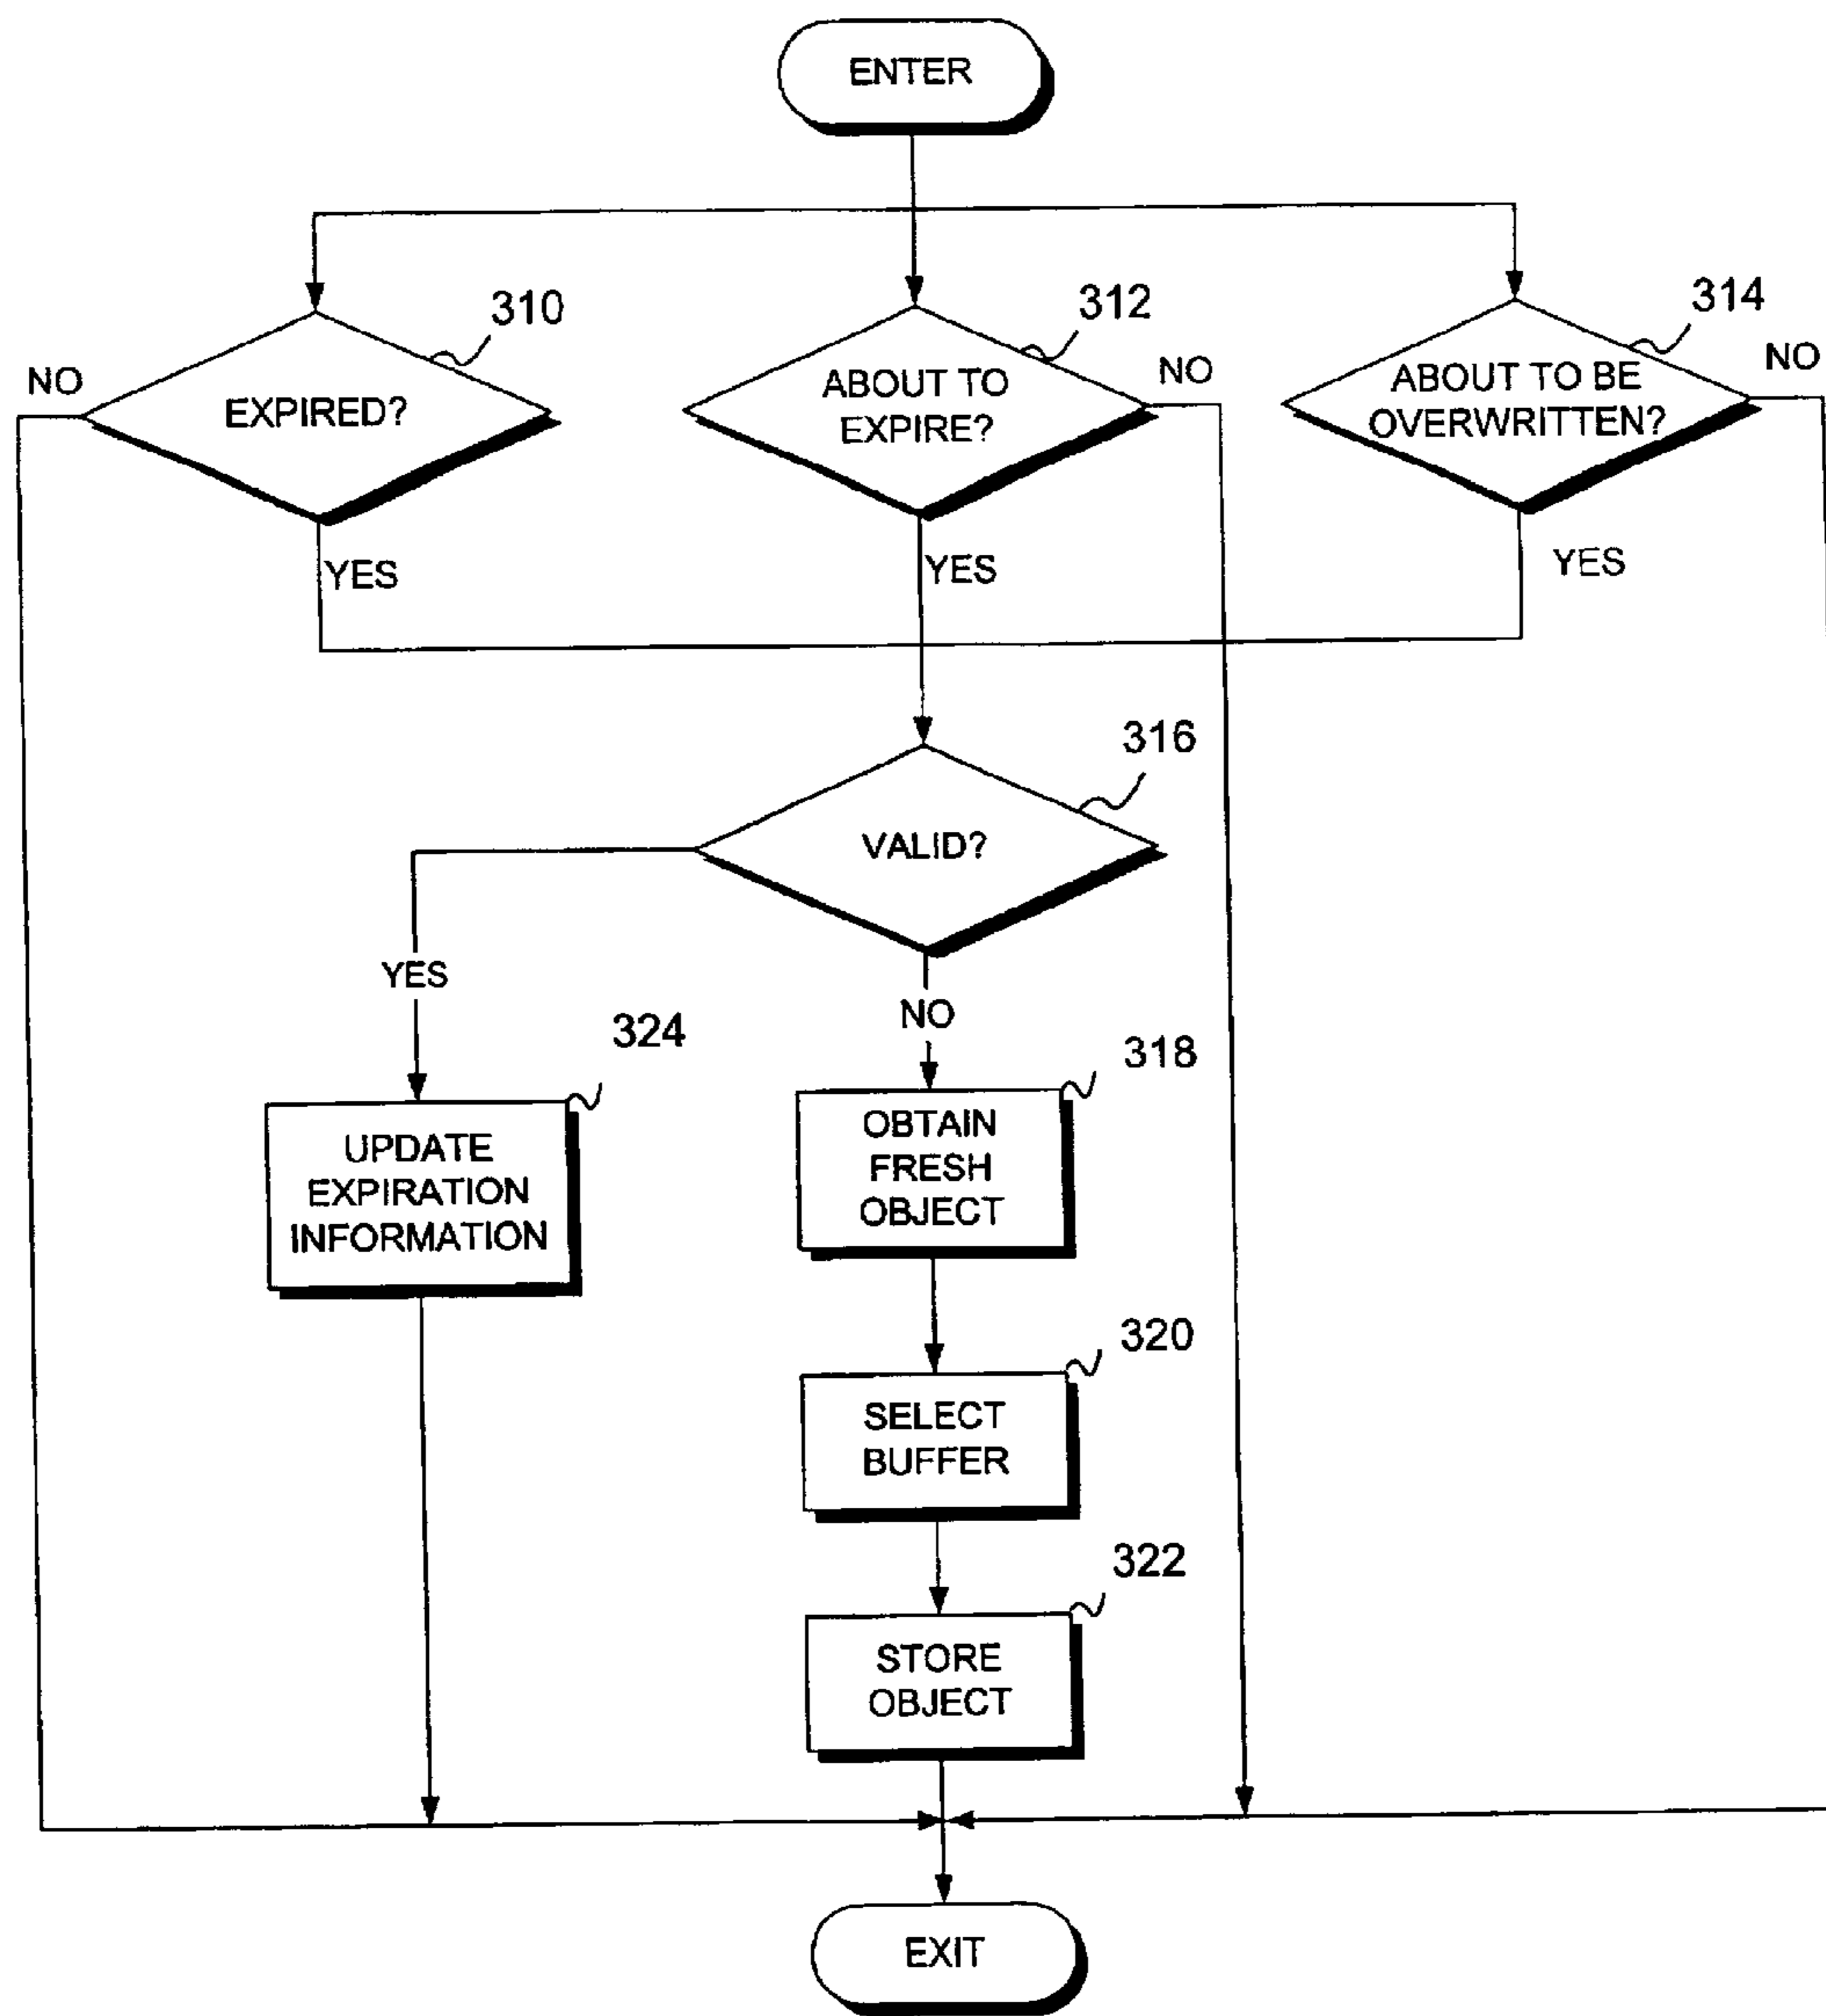 ENTER
310
312
314
NO
EXPIRED?
ABOUT TO
EXPIRE?
NO
ABOUT TO BE
OVERWRITTEN?
NO
YES
YES
YES
316
VALID?
YES
NO
324
318
UPDATE
EXPIRATION
INFORMATION
OBTAIN
FRESH
OBJECT
320
SELECT
BUFFER
322
STORE
OBJECT
EXIT